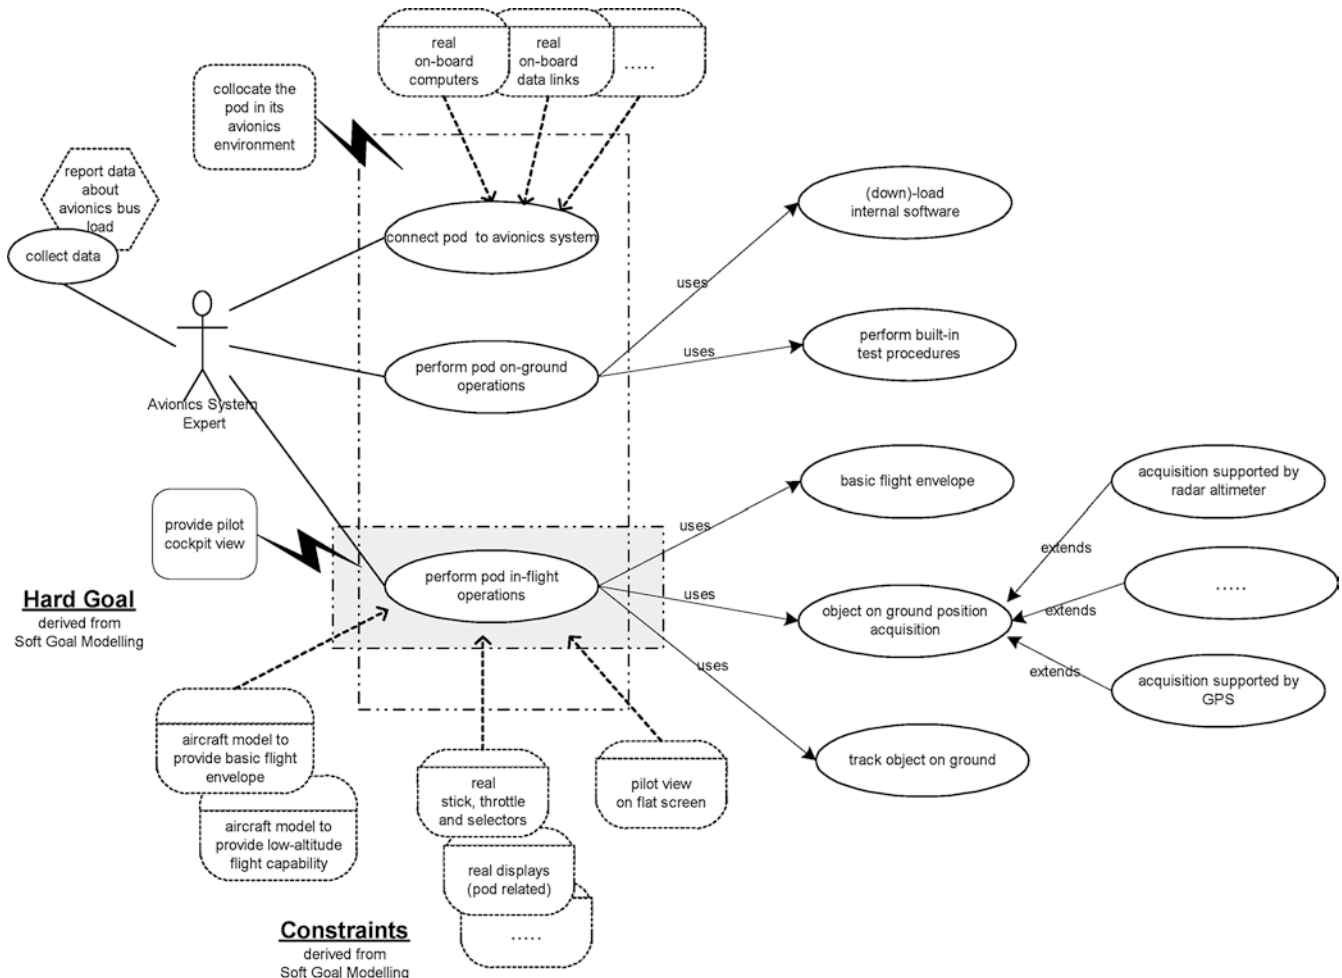 real
on-board
computers
real
on-board
data links
.....
collocate the
pod in its
avionics
environment
report data
about
avionics bus
load
collect data
connect pod to avionics system
(down)-load
internal software
uses
perform built-in
test procedures
uses
perform pod on-ground
operations
Avionics System
Expert
basic flight envelope
acquisition supported by
radar altimeter
provide pilot
cockpit view
uses
extends
perform pod in-flight
operations
uses
object on ground position
acquisition
extends
.....
Hard Goal
derived from
Soft Goal Modelling
uses
extends
acquisition supported by
GPS
aircraft model to
provide basic flight
envelope
real
stick, throttle
and selectors
pilot view
on flat screen
track object on ground
aircraft model to
provide low-altitude
flight capability
real displays
(pod related)
.....
Constraints
derived from
Soft Goal Modelling